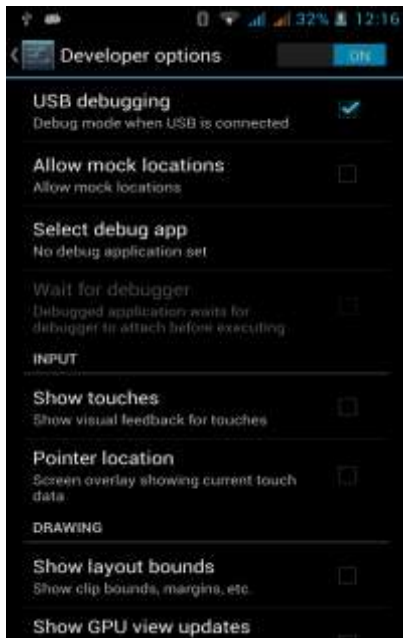 32% 12:16
Developer options ON
USB debugging
Debug mode when USB is connected
Allow mock locations
Allow mock locations
Select debug app
No debug application set
Wait for debugger
Debugged application waits for
debugger to attach before executing
INPUT
Show touches
Show visual feedback for touches
Pointer location
Screen overlay showing current touch
data
DRAWING
Show layout bounds
Show clip bounds, margins, etc.
Show GPU view updates